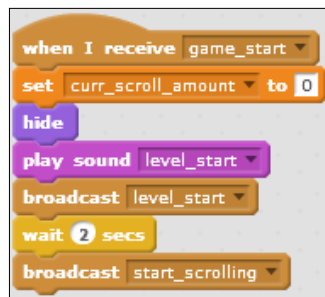 when I receive game_start
set curr_scroll_amount to 0
hide
play sound level_start
broadcast level_start
wait 2 secs
broadcast start_scrolling